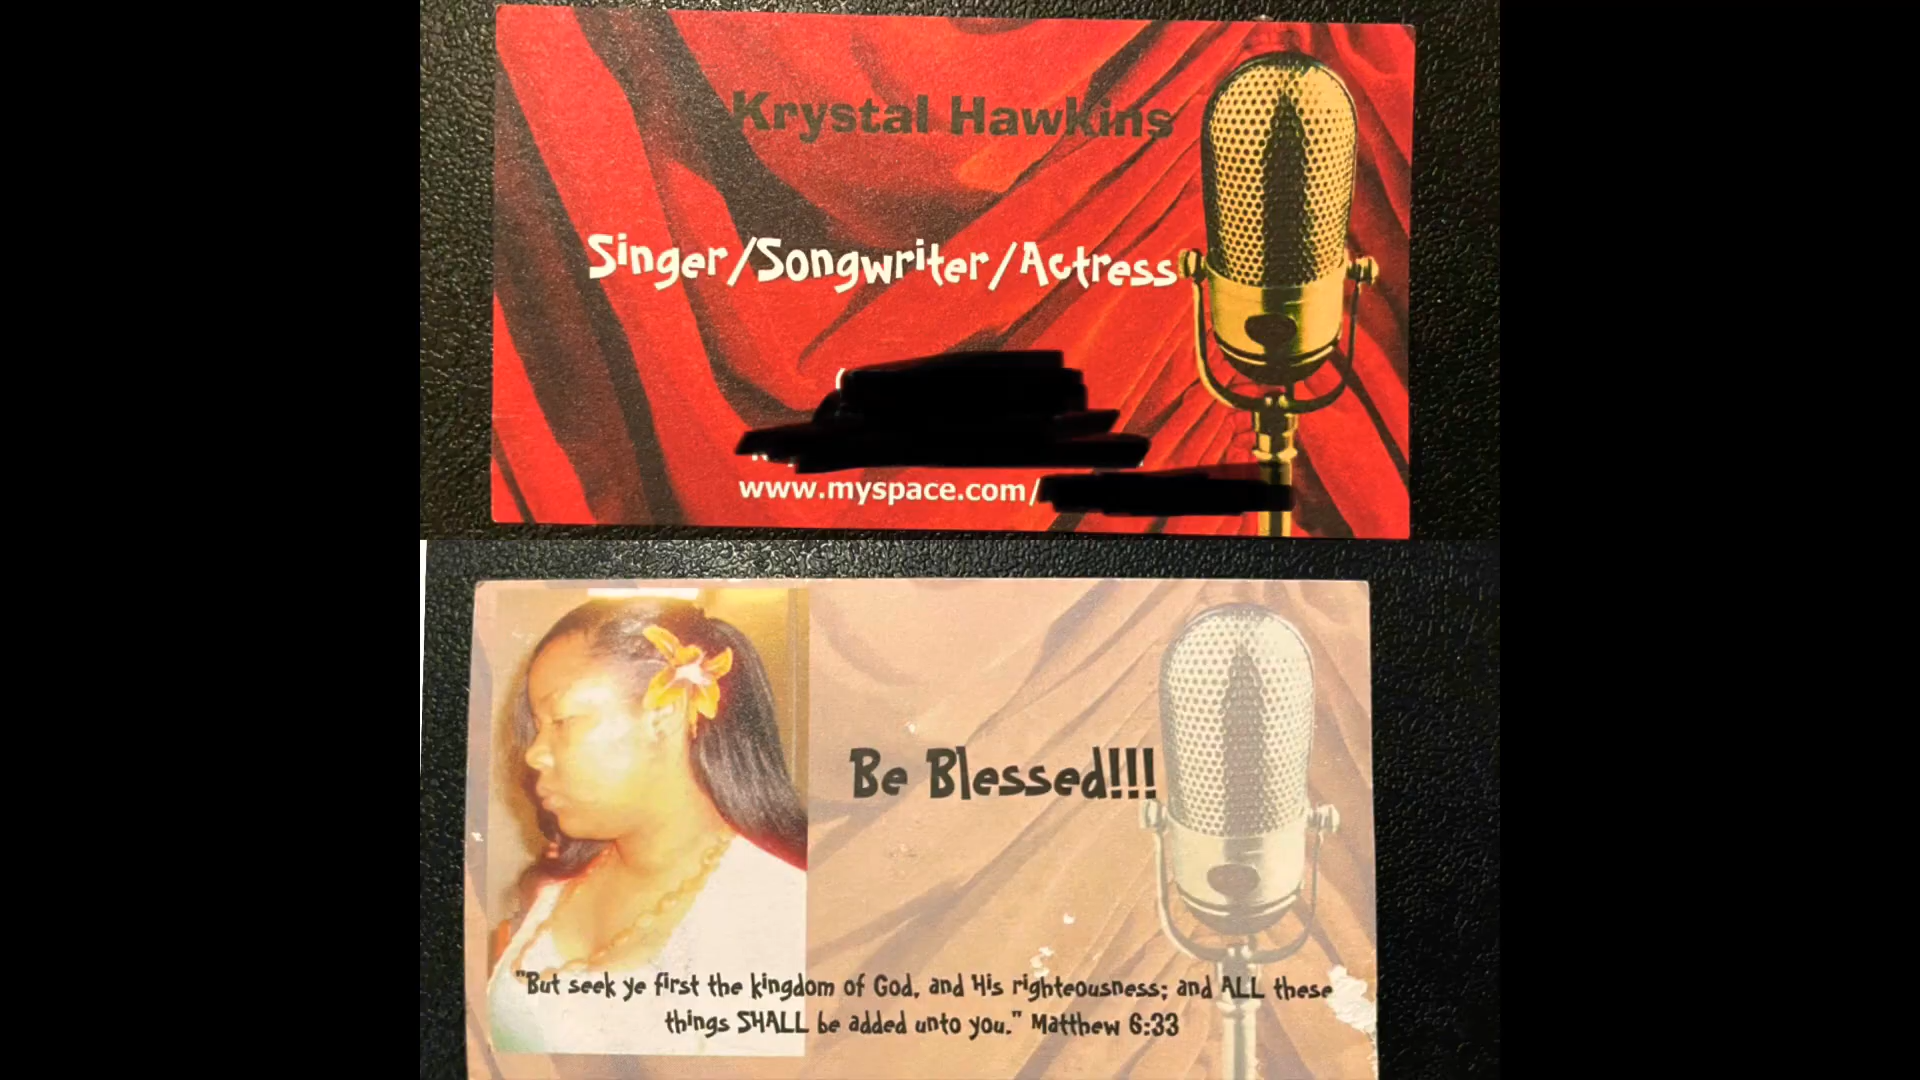 Krystal Hawkins
Singer/Songwriter/Actress
www.myspace.com/
Be Blessed!!!
"But seek ye first the kingdom of God, and His righteousness; and ALL these
things SHALL be added unto you." Matthew 6:33